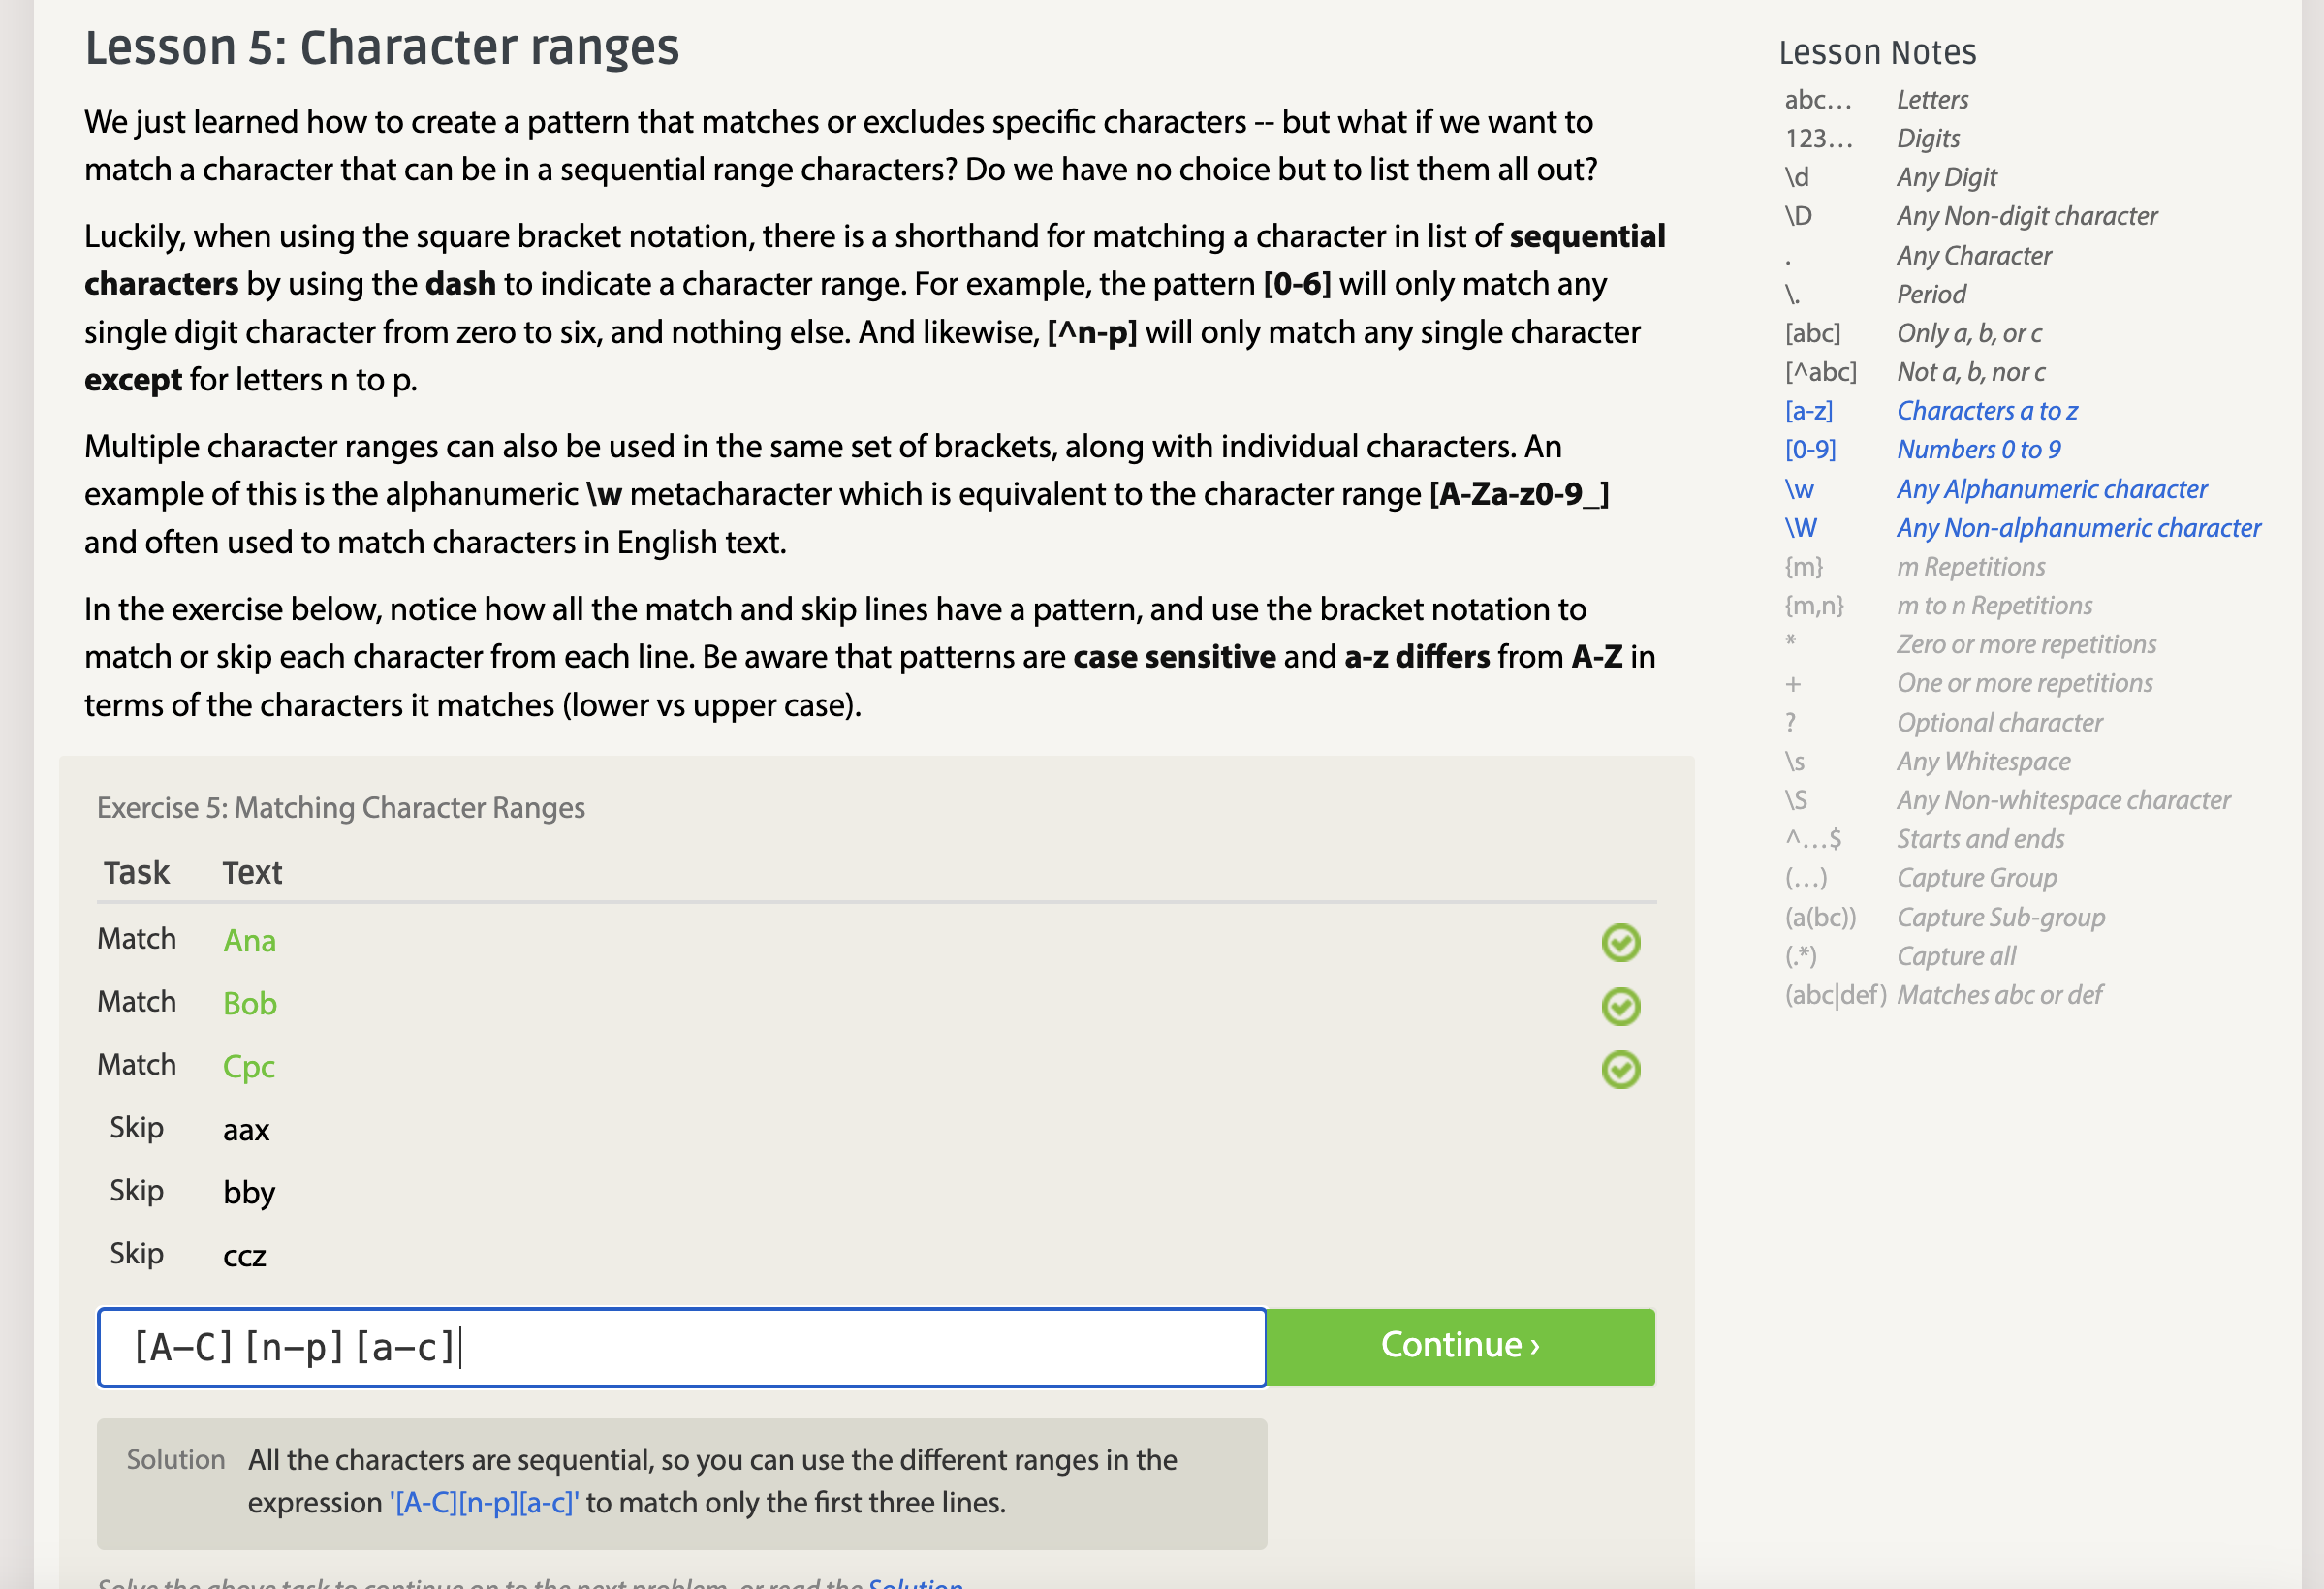 Lesson 5: Character ranges
We just learned how to create a pattern that matches or excludes specific characters -- but what if we want to
match a character that can be in a sequential range characters? Do we have no choice but to list them all out?
Luckily, when using the square bracket notation, there is a shorthand for matching a character in list of sequential
characters by using the dash to indicate a character range. For example, the pattern [0-6] will only match any
single digit character from zero to six, and nothing else. And likewise, [^n-p] will only match any single character
except for letters n to p.
Multiple character ranges can also be used in the same set of brackets, along with individual characters. An
example of this is the alphanumeric \w metacharacter which is equivalent to the character range [A-Za-z0-9_]
and often used to match characters in English text.
In the exercise below, notice how all the match and skip lines have a pattern, and use the bracket notation to
match or skip each character from each line. Be aware that patterns are case sensitive and a-z differs from A-Z in
terms of the characters it matches (lower vs upper case).
Exercise 5: Matching Character Ranges
Task Text
Match Ana
Match Bob
Match Cpc
Skip aax
Skip bby
Skip ccz
[A-C][n-p][a-c]
Continue ›
Solution All the characters are sequential, so you can use the different ranges in the
expression '[A-C][n-p][a-c]' to match only the first three lines.
Solve the above task to continue on to the next problem, or read the Solution.
Lesson Notes
abc… Letters
123… Digits
\d Any Digit
\D Any Non-digit character
. Any Character
\. Period
[abc] Only a, b, or c
[^abc] Not a, b, nor c
[a-z] Characters a to z
[0-9] Numbers 0 to 9
\w Any Alphanumeric character
\W Any Non-alphanumeric character
{m} m Repetitions
{m,n} m to n Repetitions
* Zero or more repetitions
+ One or more repetitions
? Optional character
\s Any Whitespace
\S Any Non-whitespace character
^…$ Starts and ends
(…) Capture Group
(a(bc)) Capture Sub-group
(.*) Capture all
(abc|def) Matches abc or def